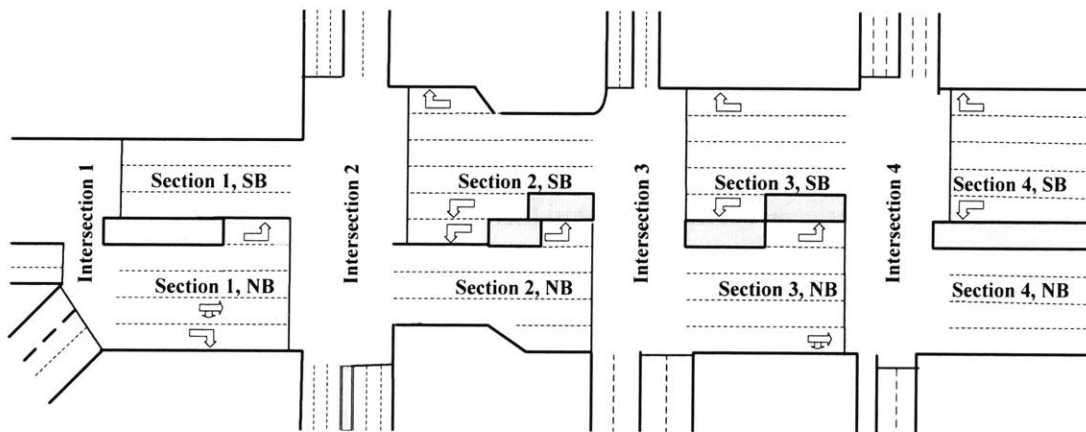 Intersection 1
Section 1, SB
Section 1, NB
Intersection 2
Section 2, SB
Section 2, NB
Intersection 3
Section 3, SB
Section 3, NB
Intersection 4
Section 4, SB
Section 4, NB